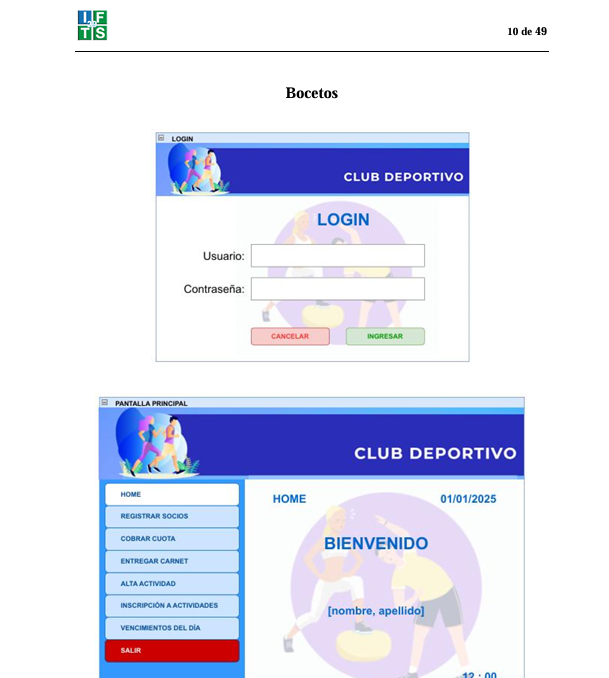 IF
TS
10 de 49
Bocetos
LOGIN
CLUB DEPORTIVO
LOGIN
Usuario:
Contraseña:
CANCELAR
INGRESAR
PANTALLA PRINCIPAL
CLUB DEPORTIVO
HOME
REGISTRAR SOCIOS
COBRAR CUOTA
ENTREGAR CARNET
ALTA ACTIVIDAD
INSCRIPCIÓN A ACTIVIDADES
VENCIMIENTOS DEL DÍA
SALIR
HOME
01/01/2025
BIENVENIDO
[nombre, apellido]
12 : 00